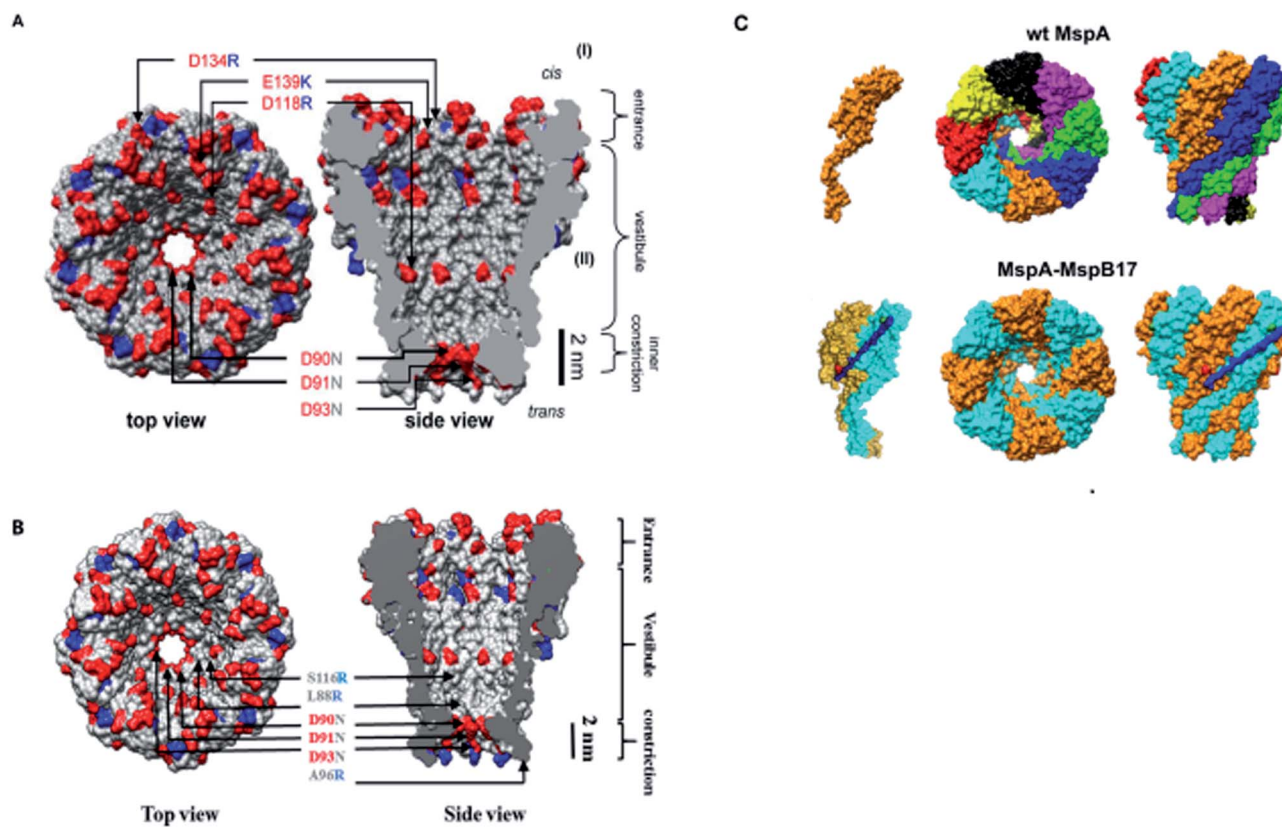 A
D134R
E139K
D118R
(I)
cis
entrance
vestibule
(II)
inner
constriction
2 nm
D90N
D91N
D93N
trans
top view
side view
B
Entrance
Vestibule
constriction
S116R
L88R
D90N
D91N
D93N
A96R
2 nm
Top view
Side view
C
wt MspA
MspA-MspB17